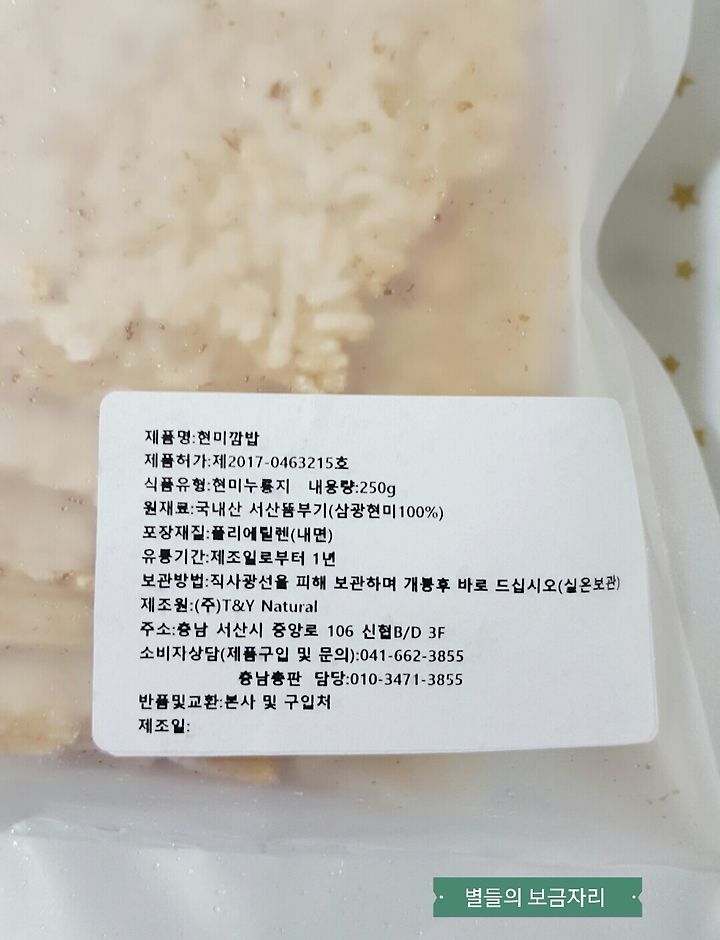 제품명:현미깜밥
제품허가:제2017-0463215호
식품유형:현미누룽지 내용량:250g
원재료:국내산 서산뜸부기(삼광현미100%)
포장재질:폴리에틸렌(내면)
유통기간:제조일로부터 1년
보관방법:직사광선을 피해 보관하며 개봉후 바로 드십시오(실온보관)
제조원:(주)T&Y Natural
주소:충남 서산시 중앙로 106 신협B/D 3F
소비자상담(제품구입 및 문의):041-662-3855
충남총판 담당:010-3471-3855
반품및교환:본사 및 구입처
제조일:
별들의 보금자리